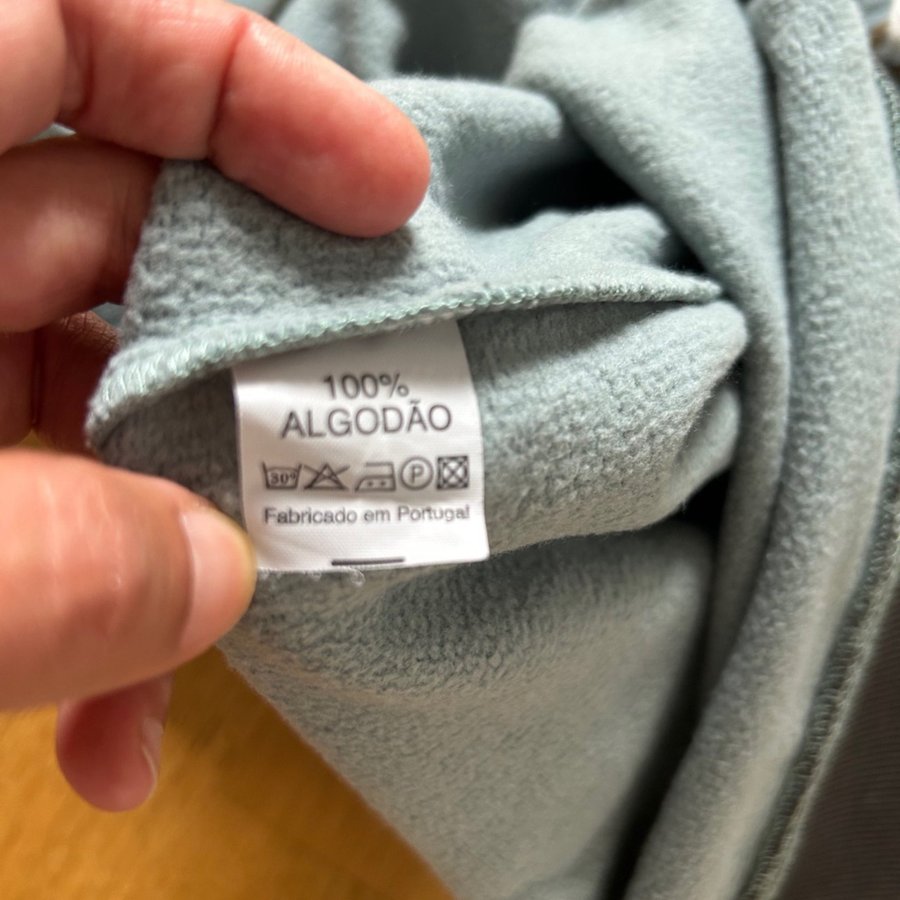 100%
ALGODÃO
30° P
Fabricado em Portugal